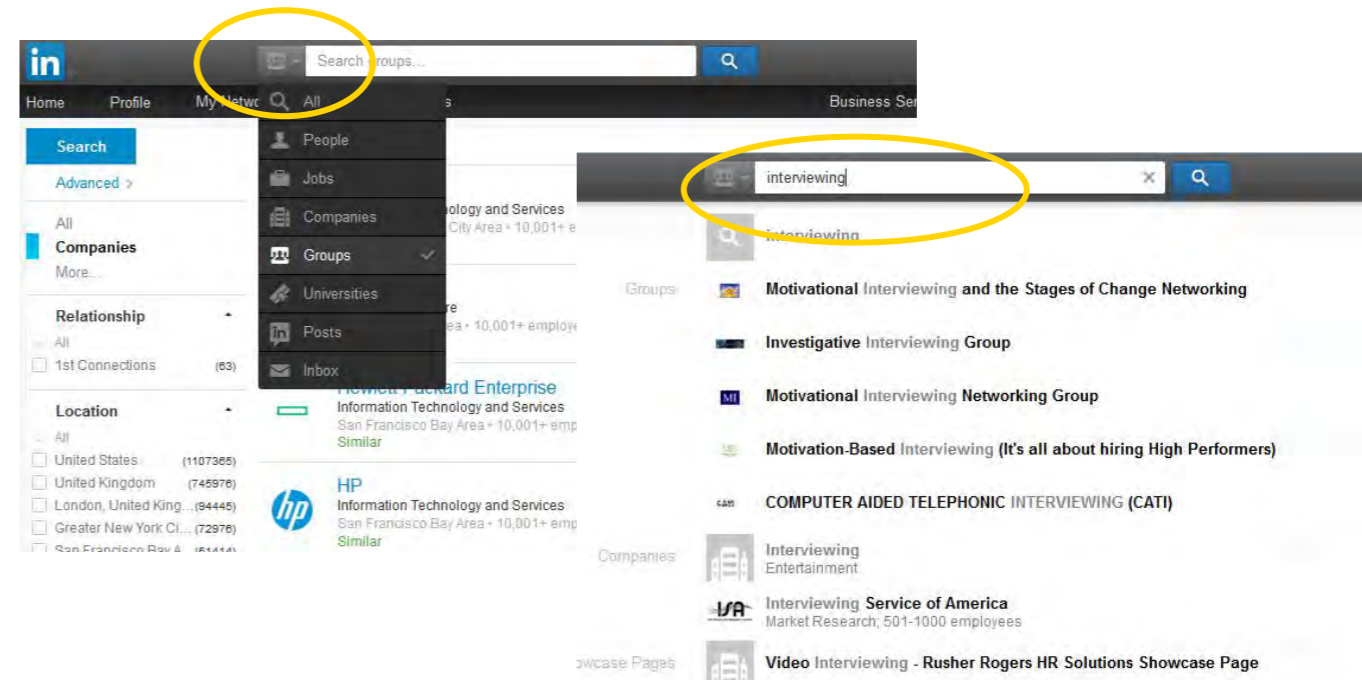 in
Search groups...
Home Profile
All
Business Ser
People
Search
Advanced >
Jobs
All
Companies
More...
Companies
ology and Services
City Area • 10,001+ e
Groups
Universities
Posts
ea • 10,001+ employe
Inbox
Relationship
All
1st Connections (63)
Location
All
United States (1107365)
United Kingdom (745976)
London, United King... (94445)
Greater New York Ci... (72976)
San Francisco Bay A
Hewlett Packard Enterprise
Information Technology and Services
San Francisco Bay Area • 10,001+ emp
Similar
hp
HP
Information Technology and Services
San Francisco Bay Area • 10,001+ emp
Similar
interviewing
interviewing
Groups
Motivational Interviewing and the Stages of Change Networking
Investigative Interviewing Group
MI
Motivational Interviewing Networking Group
Motivation-Based Interviewing (It's all about hiring High Performers)
CATI
COMPUTER AIDED TELEPHONIC INTERVIEWING (CATI)
Companies
Interviewing
Entertainment
ISA
Interviewing Service of America
Market Research; 501-1000 employees
owcase Pages
Video Interviewing - Rusher Rogers HR Solutions Showcase Page